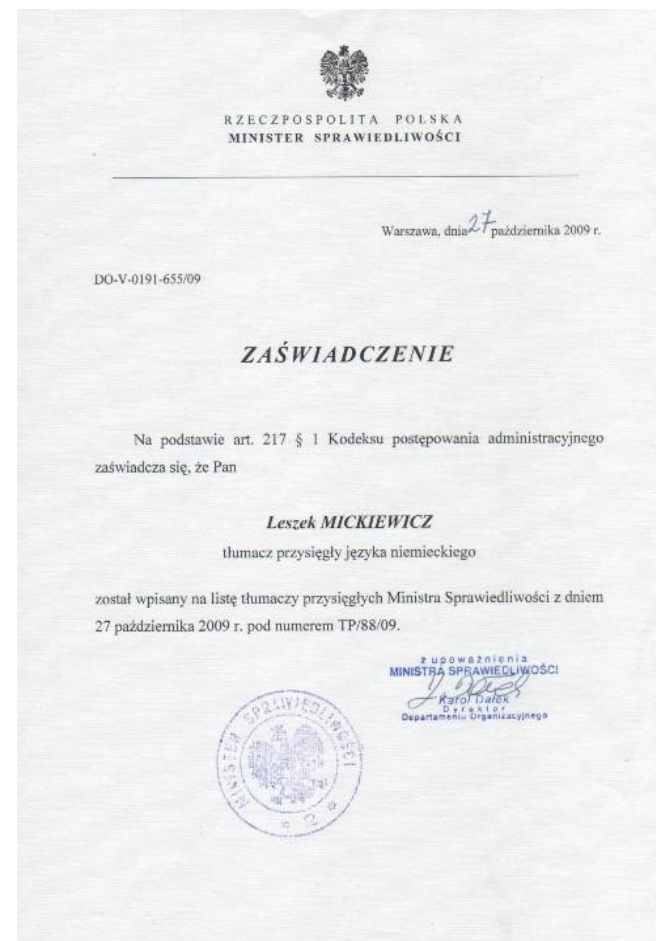 RZECZPOSPOLITA POLSKA
MINISTER SPRAWIEDLIWOŚCI
Warszawa, dnia 27 października 2009 r.
DO-V-0191-655/09
ZAŚWIADCZENIE
Na podstawie art. 217 § 1 Kodeksu postępowania administracyjnego
zaświadcza się, że Pan
Leszek MICKIEWICZ
tłumacz przysięgły języka niemieckiego
został wpisany na listę tłumaczy przysięgłych Ministra Sprawiedliwości z dniem
27 października 2009 r. pod numerem TP/88/09.
z upoważnienia
MINISTRA SPRAWIEDLIWOŚCI
Karol Dałek
Dyrektor
Departamentu Organizacyjnego
MINISTER SPRAWIEDLIWOŚCI
* 2 *